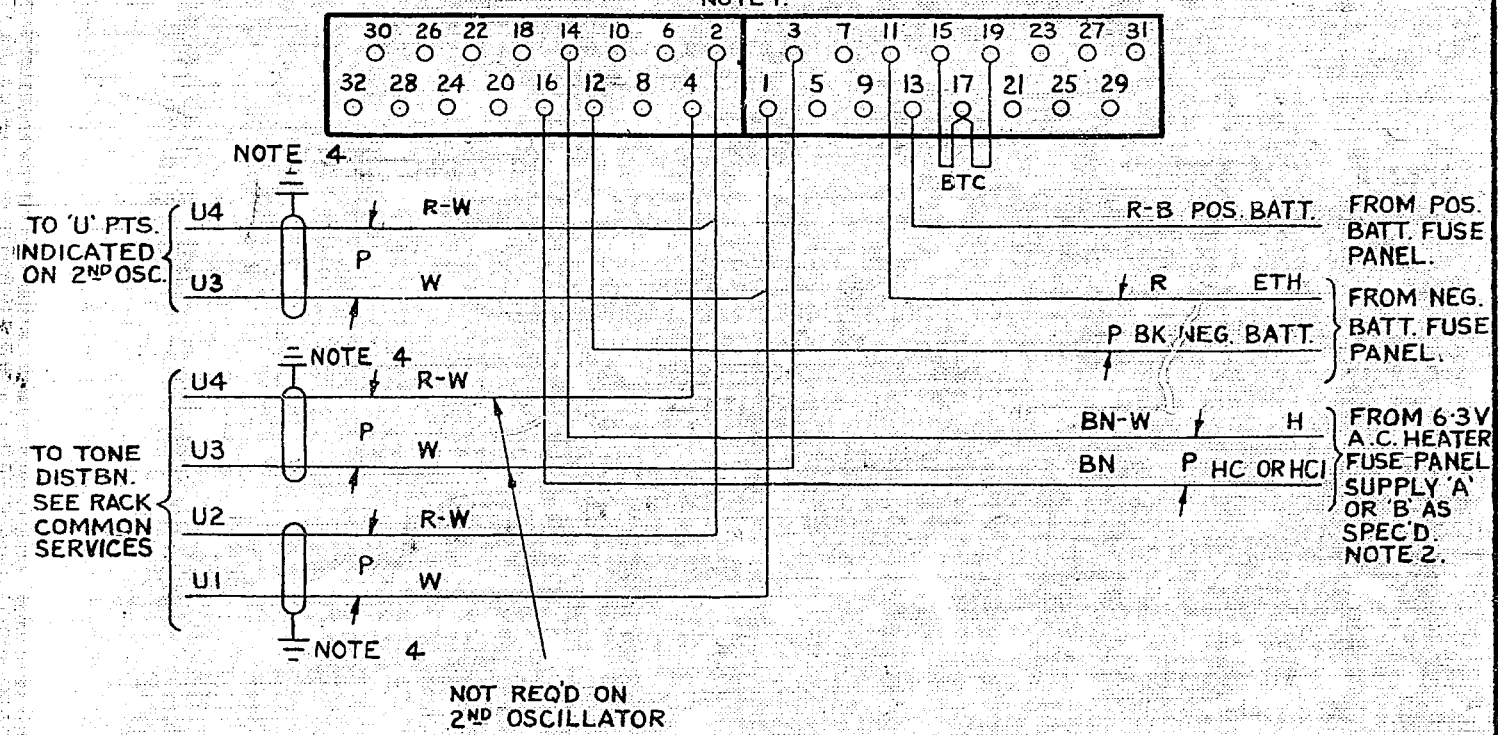 30 26 22 18 14 10 6 2 3 7 11 15 19 23 27 31
32 28 24 20 16 12 8 4 1 5 9 13 17 21 25 29
ETC
NOTE 4
TO 'U' PTS.
INDICATED
ON 2ND OSC.
U4
R-W
P
U3
W
NOTE 4
U4
R-W
P
U3
W
TO TONE
DISTBN.
SEE RACK
COMMON
SERVICES
U2
R-W
P
U1
W
NOTE 4
NOT REQ'D ON
2ND OSCILLATOR
R-B POS. BATT.
FROM POS.
BATT. FUSE
PANEL.
R ETH
P BK NEG. BATT.
FROM NEG.
BATT. FUSE
PANEL.
BN-W H
BN P HC OR HC1
FROM 6·3V
A.C. HEATER
FUSE PANEL
SUPPLY 'A'
OR 'B' AS
SPEC'D.
NOTE 2.